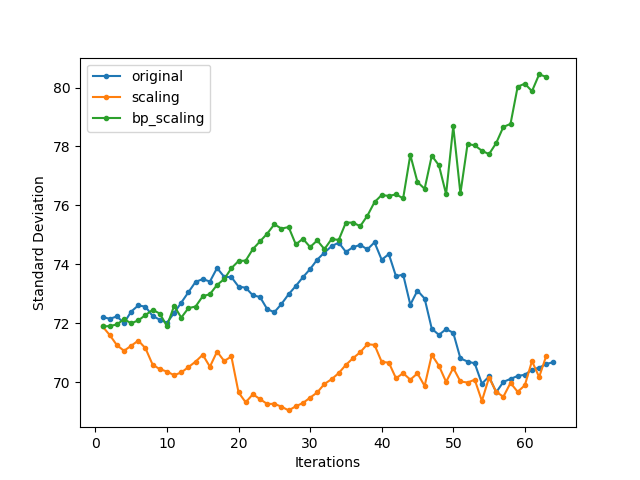 original
scaling
bp_scaling
80
78
76
74
72
70
Standard Deviation
0 10 20 30 40 50 60
Iterations